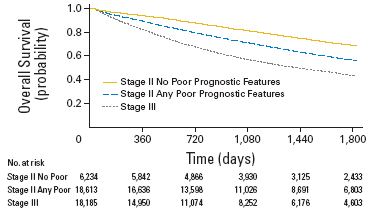 Overall Survival
(probability)
1.0
0.8
0.6
0.4
0.2
Stage II No Poor Prognostic Features
Stage II Any Poor Prognostic Features
Stage III
0 360 720 1,080 1,440 1,800
Time (days)
No. at risk
Stage II No Poor 6,234 5,842 4,866 3,930 3,125 2,433
Stage II Any Poor 18,613 16,636 13,598 11,026 8,691 6,803
Stage III 18,185 14,950 11,074 8,252 6,176 4,603